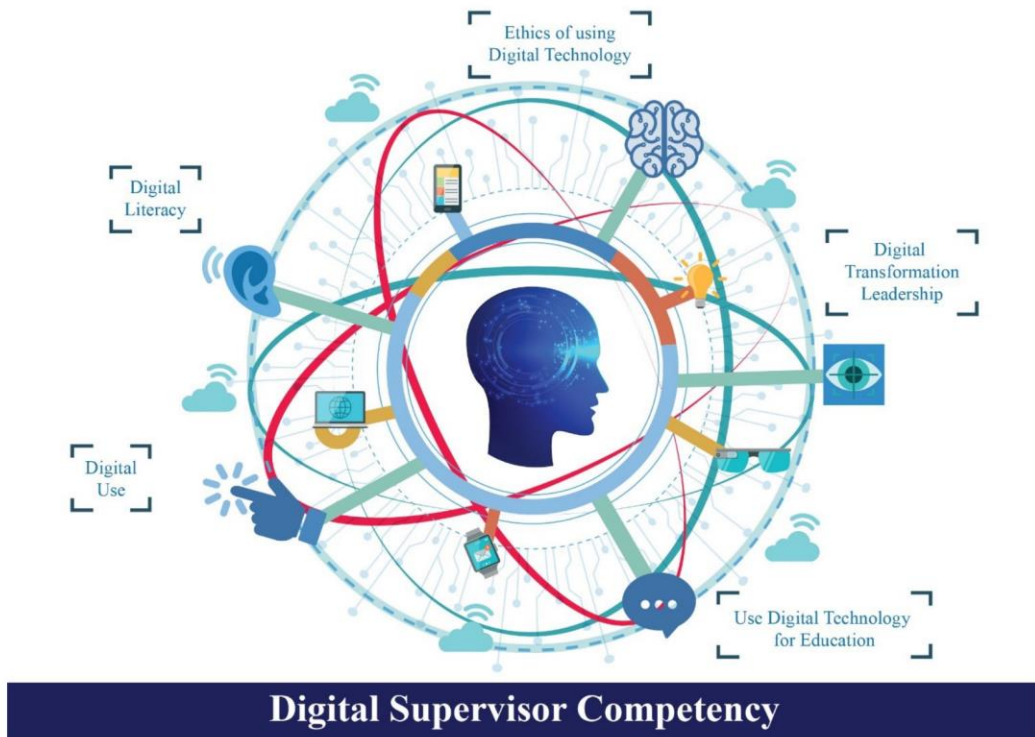 Ethics of using
Digital Technology
Digital
Literacy
Digital
Transformation
Leadership
Digital
Use
Use Digital Technology
for Education
Digital Supervisor Competency